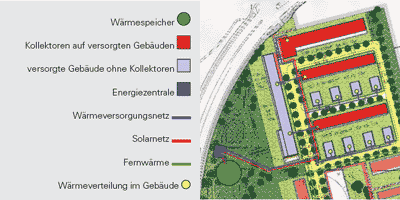 Wärmespeicher
Kollektoren auf versorgten Gebäuden
versorgte Gebäude ohne Kollektoren
Energiezentrale
Wärmeversorgungsnetz
Solarnetz
Fernwärme
Wärmeverteilung im Gebäude